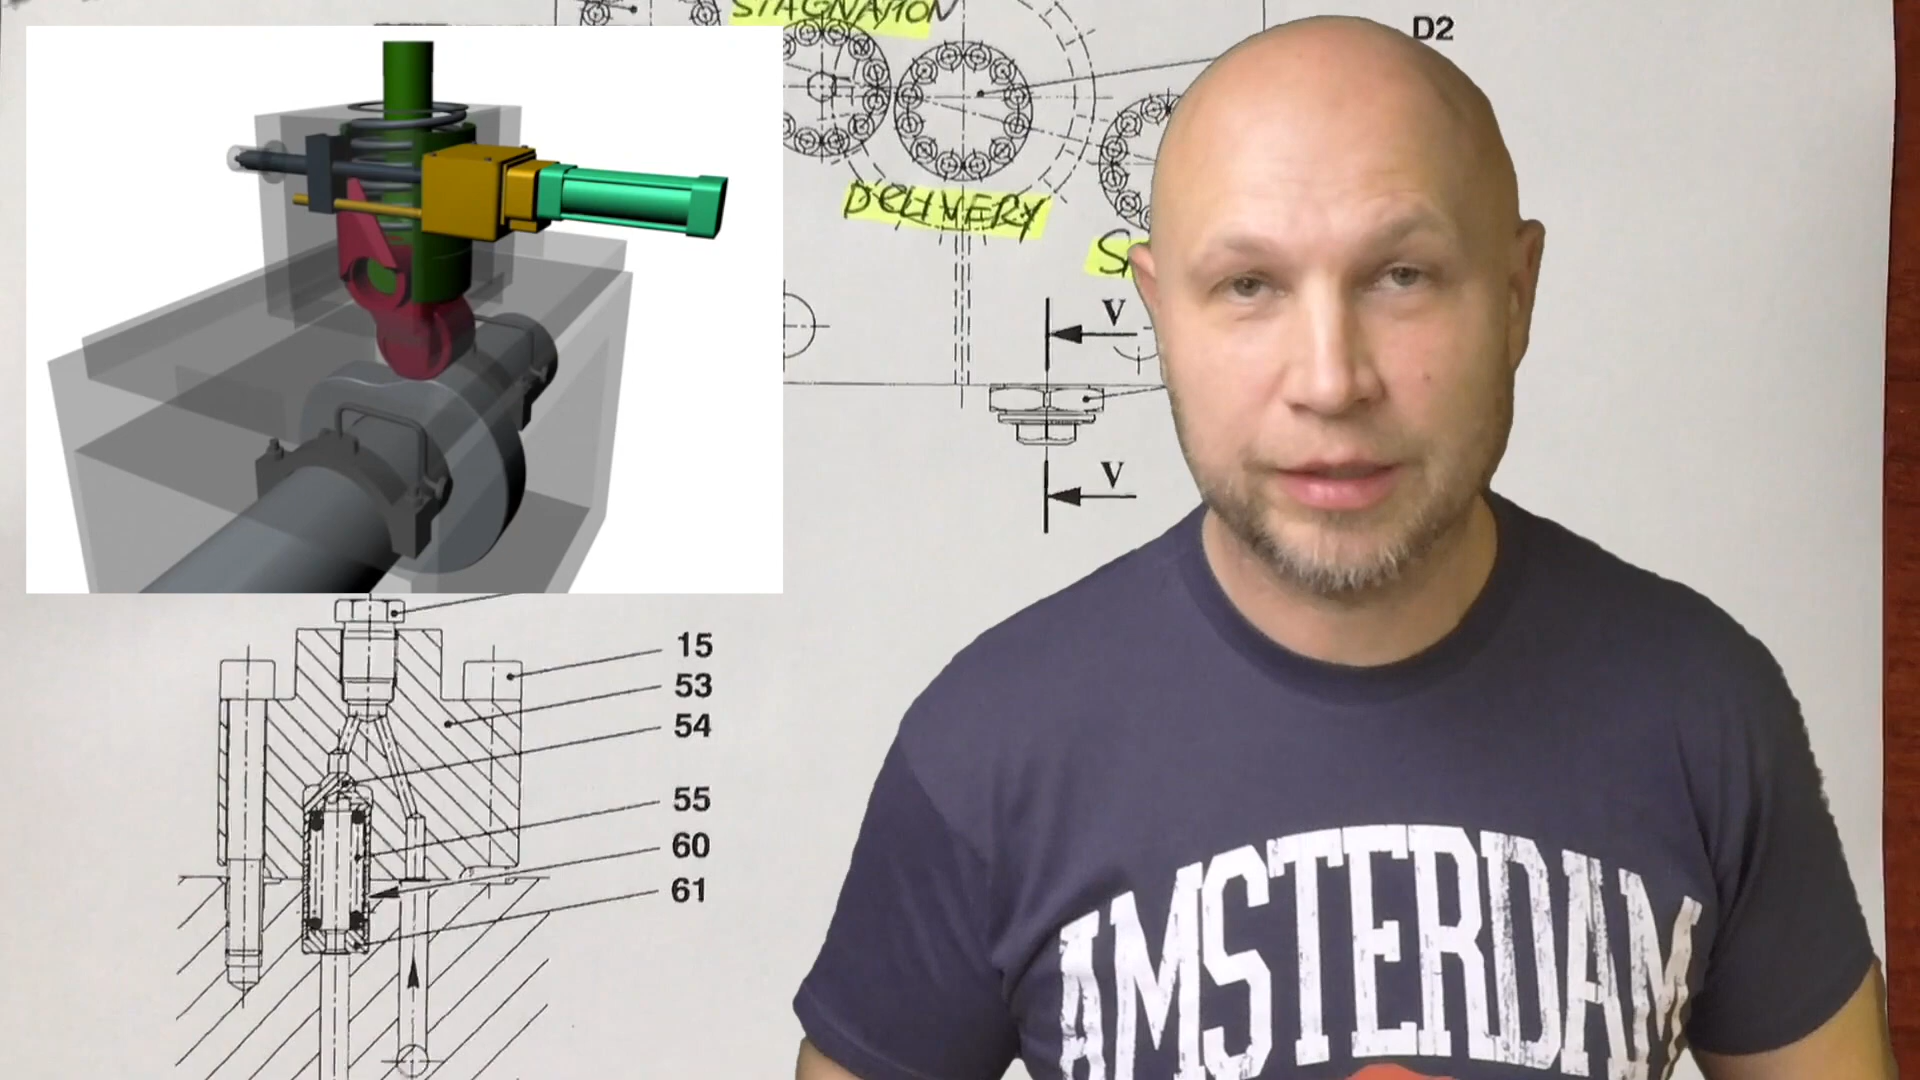 STAGNATION
D2
DELIVERY
S
V
V
15
53
54
55
60
61
AMSTERDAM